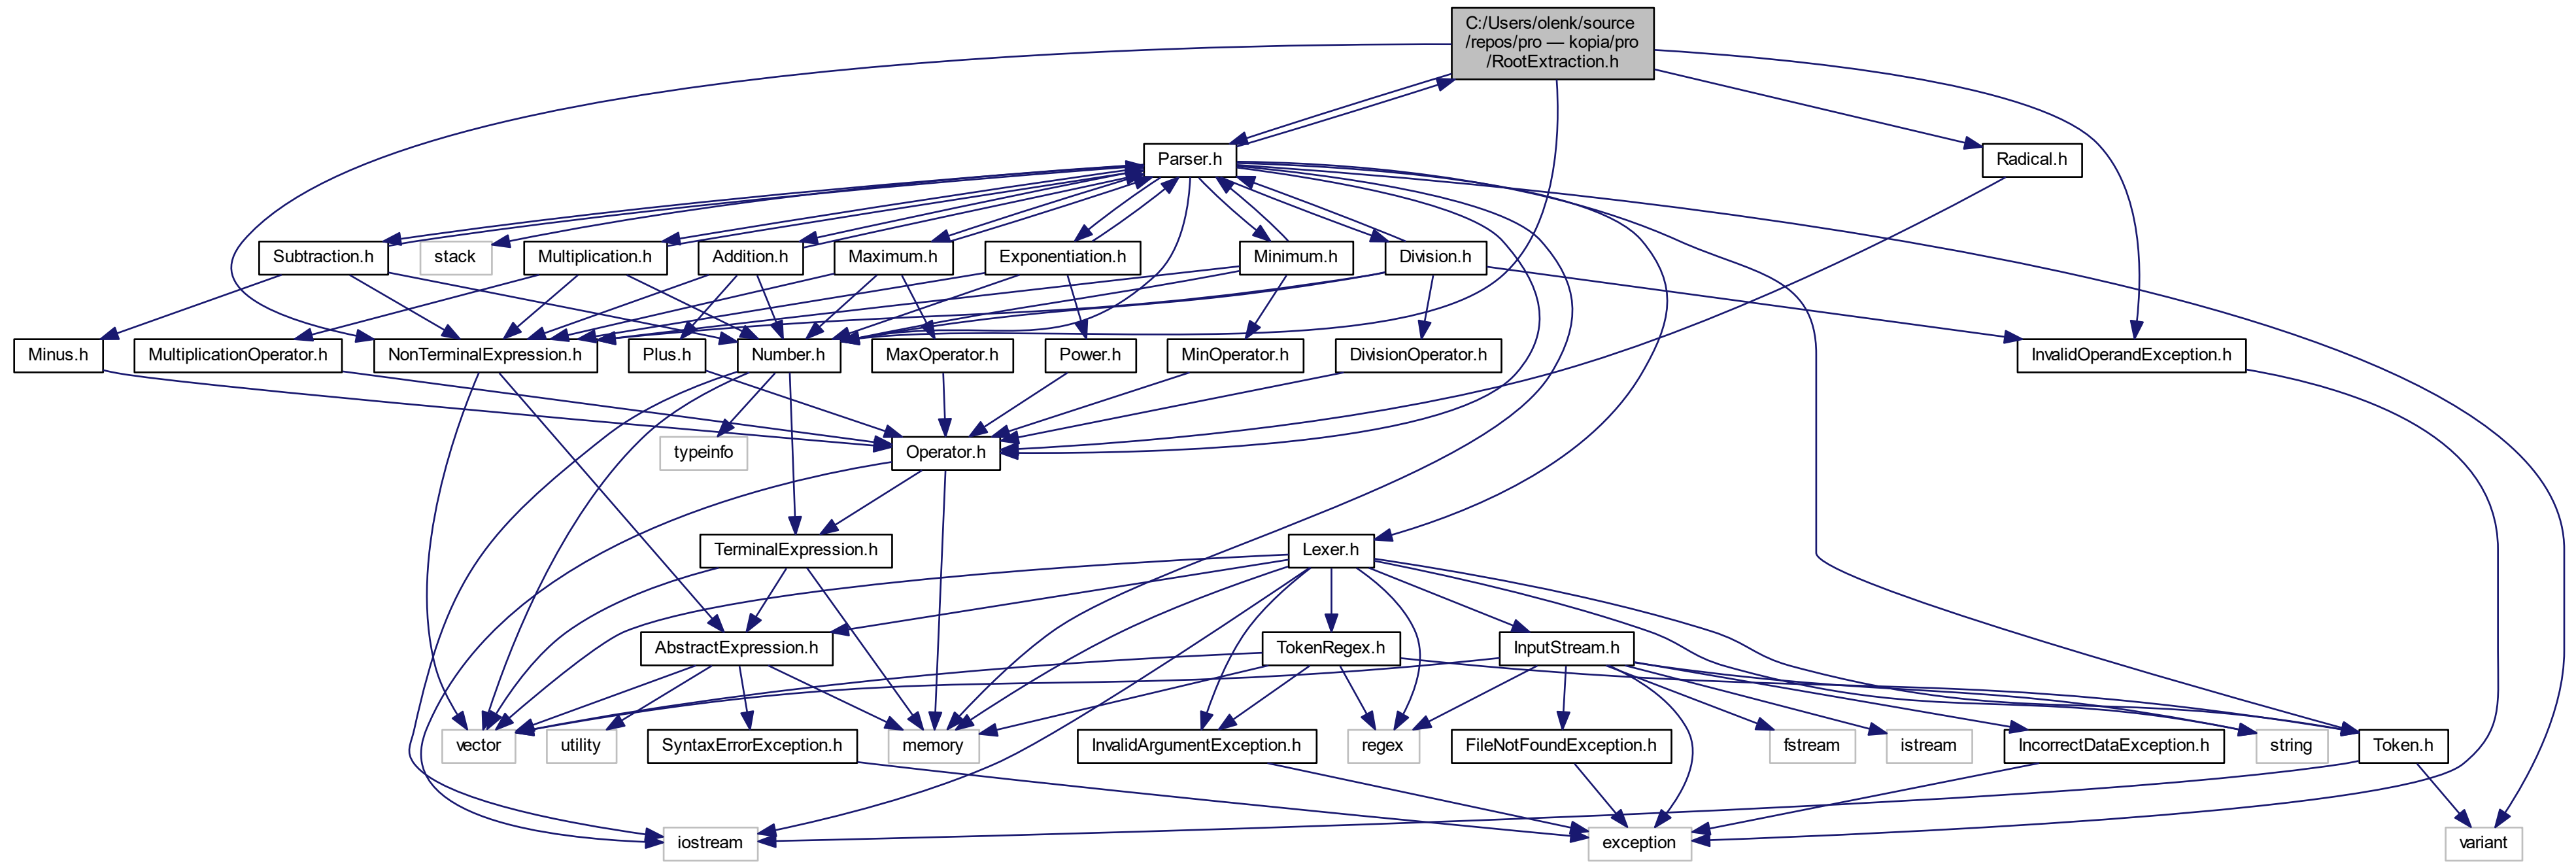 C:/Users/olenk/source
/repos/pro — kopia/pro
/RootExtraction.h
Parser.h
Radical.h
Subtraction.h
stack
Multiplication.h
Addition.h
Maximum.h
Exponentiation.h
Minimum.h
Division.h
Minus.h
MultiplicationOperator.h
NonTerminalExpression.h
Plus.h
Number.h
MaxOperator.h
Power.h
MinOperator.h
DivisionOperator.h
InvalidOperandException.h
typeinfo
Operator.h
TerminalExpression.h
Lexer.h
AbstractExpression.h
TokenRegex.h
InputStream.h
vector
utility
SyntaxErrorException.h
memory
InvalidArgumentException.h
regex
FileNotFoundException.h
fstream
istream
IncorrectDataException.h
string
Token.h
iostream
exception
variant